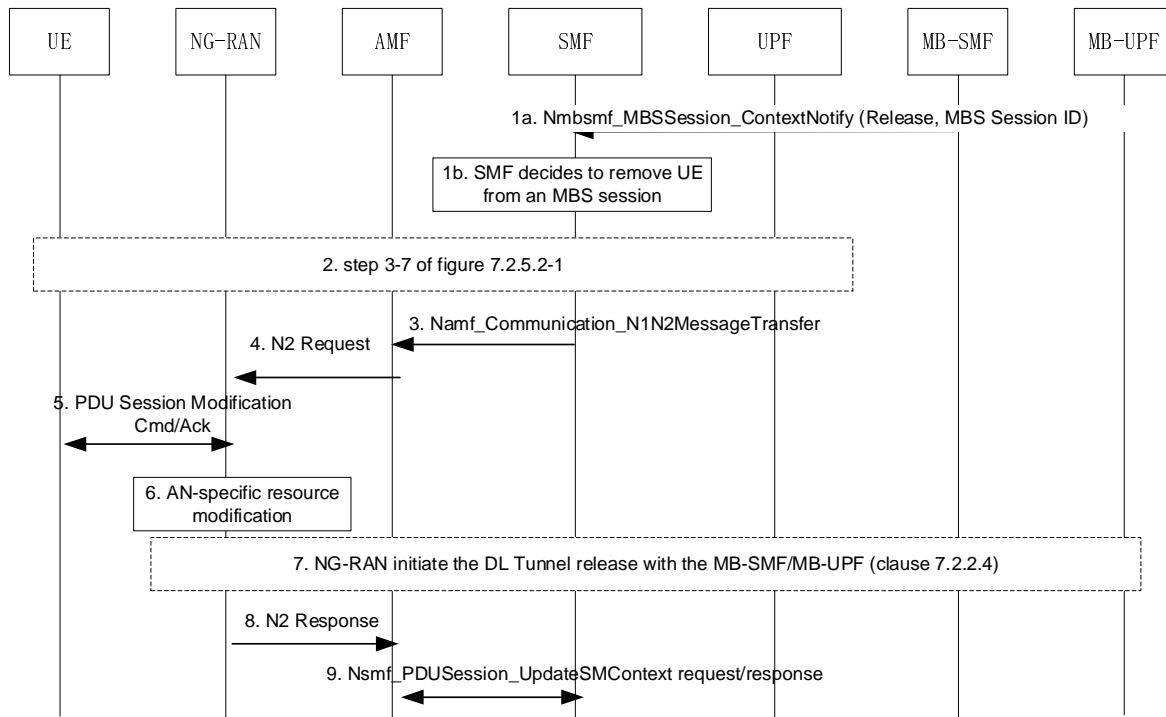 UE NG-RAN AMF SMF UPF MB-SMF MB-UPF
1a. Nmbsmf_MBSSession_ContextNotify (Release, MBS Session ID)
1b. SMF decides to remove UE
from an MBS session
2. step 3-7 of figure 7.2.5.2-1
3. Namf_Communication_N1N2MessageTransfer
4. N2 Request
5. PDU Session Modification
Cmd/Ack
6. AN-specific resource
modification
7. NG-RAN initiate the DL Tunnel release with the MB-SMF/MB-UPF (clause 7.2.2.4)
8. N2 Response
9. Nsmf_PDUSession_UpdateSMContext request/response